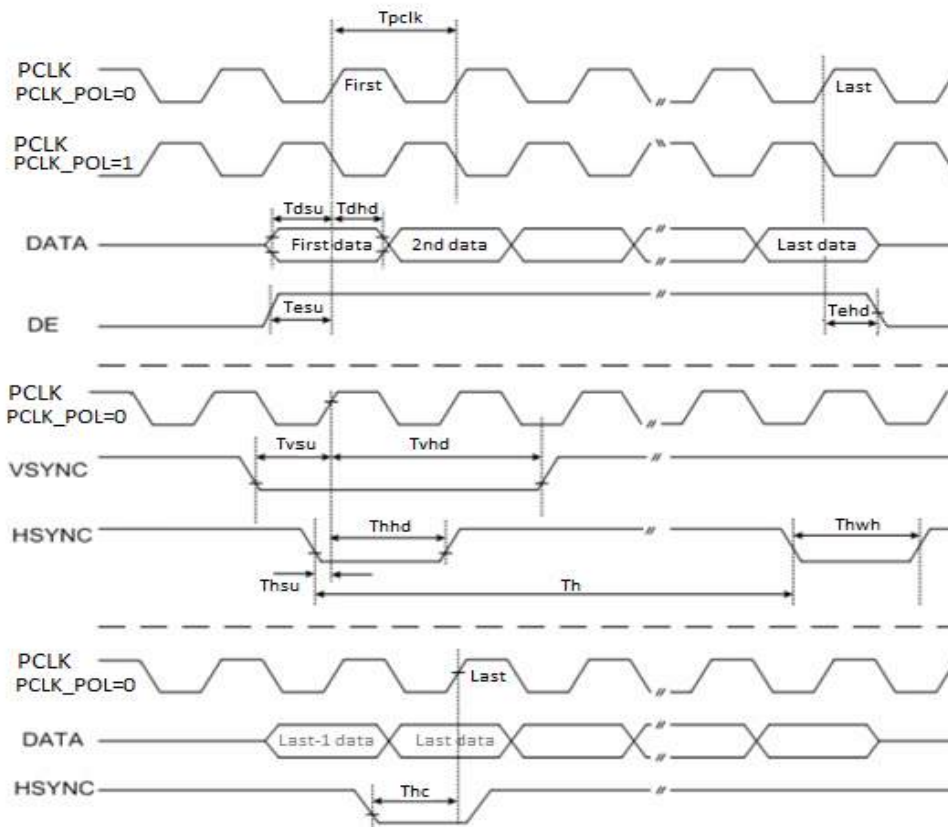 Tpclk
PCLK
PCLK_POL=0
First
Last
PCLK
PCLK_POL=1
Tdsu
Tdhd
DATA
First data
2nd data
Last data
DE
Tesu
Tehd
PCLK
PCLK_POL=0
Tvsu
Tvhd
VSYNC
HSYNC
Thhd
Thwh
Thsu
Th
PCLK
PCLK_POL=0
Last
DATA
Last-1 data
Last data
HSYNC
Thc